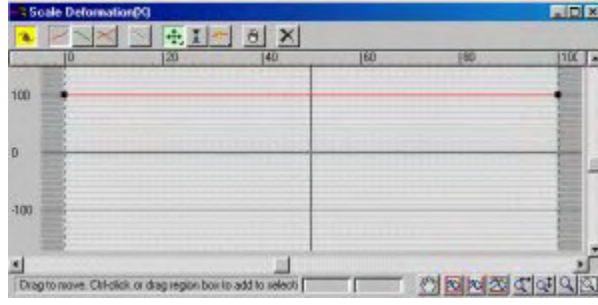 Scale Deformation(X)
0 20 40 60 80 100
100
0
-100
Drag to move. Ctrl-click or drag region box to add to selecti